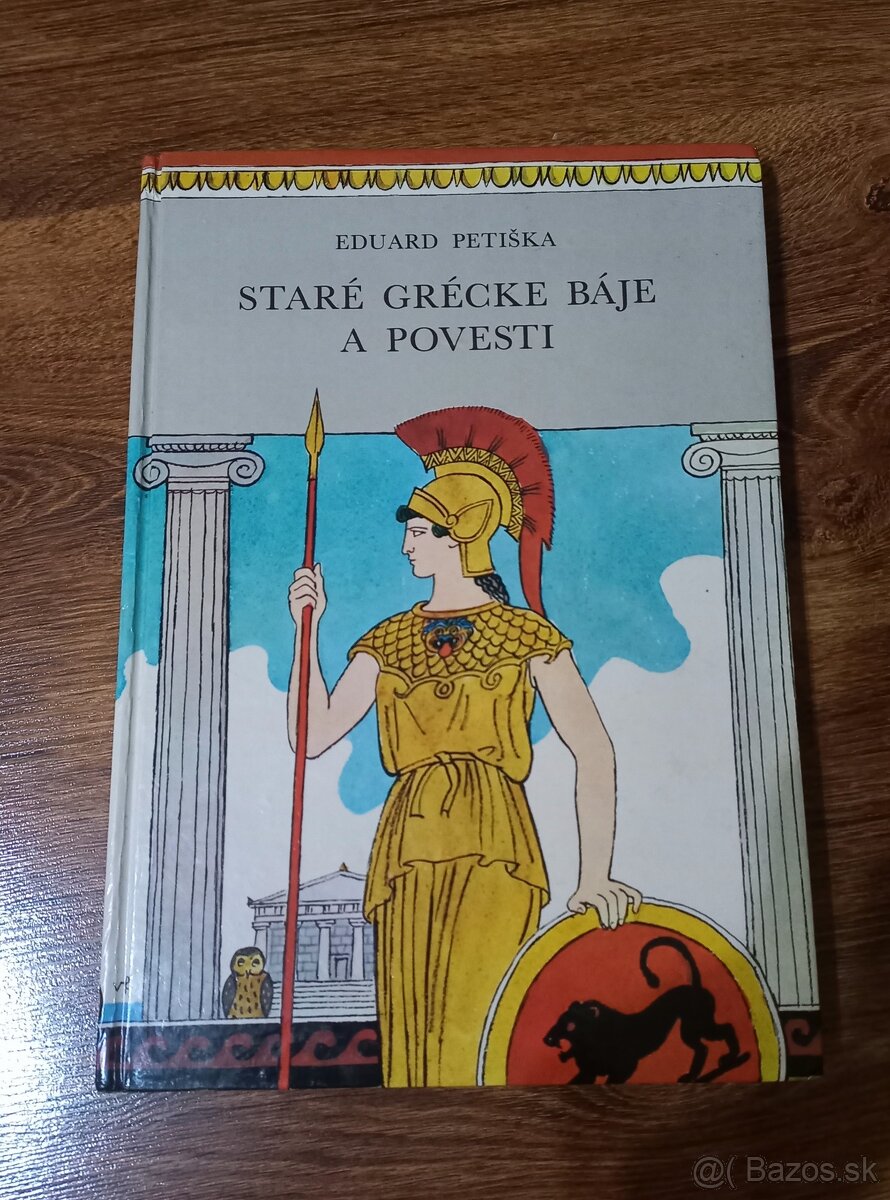 EDUARD PETIŠKA
STARÉ GRÉCKE BÁJE
A POVESTI
@( Bazos.sk